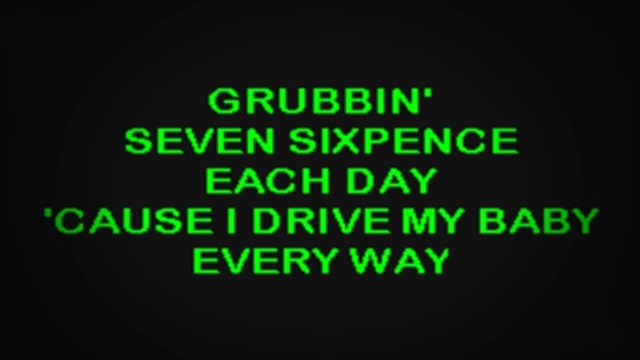 GRUBBIN'
SEVEN SIXPENCE
EACH DAY
'CAUSE I DRIVE MY BABY
EVERY WAY